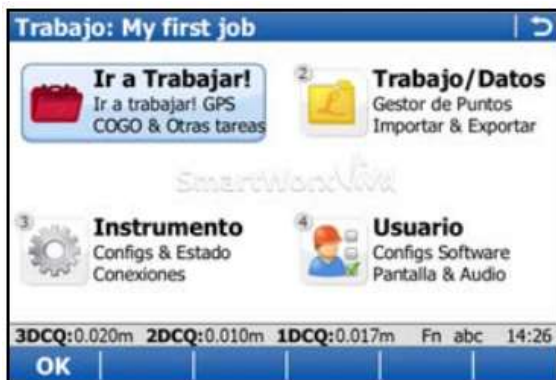 Trabajo: My first job
Ir a Trabajar!
Ir a trabajar! GPS
COGO & Otras tareas
2
Trabajo/Datos
Gestor de Puntos
Importar & Exportar
SmartWorx Viva
3
Instrumento
Configs & Estado
Conexiones
4
Usuario
Configs Software
Pantalla & Audio
3DCQ:0.020m 2DCQ:0.010m 1DCQ:0.017m Fn abc 14:26
OK